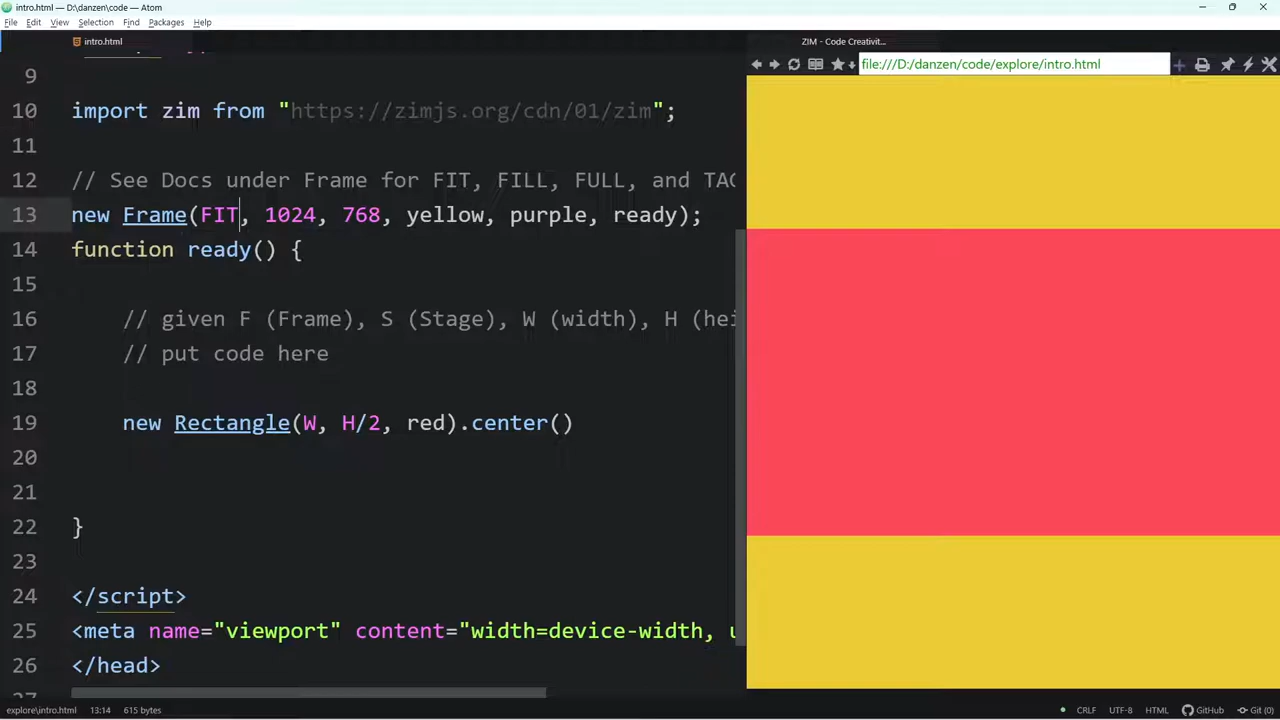 intro.html — D:\danzen\code — Atom
File Edit View Selection Find Packages Help
intro.html
ZIM - Code Creativit...
file:///D:/danzen/code/explore/intro.html
9
10 import zim from "https://zimjs.org/cdn/01/zim";
11
12 // See Docs under Frame for FIT, FILL, FULL, and TAG
13 new Frame(FIT, 1024, 768, yellow, purple, ready);
14 function ready() {
15
16 // given F (Frame), S (Stage), W (width), H (hei
17 // put code here
18
19 new Rectangle(W, H/2, red).center()
20
21
22 }
23
24 </script>
25 <meta name="viewport" content="width=device-width, u
26 </head>
27
explore\intro.html 13:14 615 bytes CRLF UTF-8 HTML GitHub Git (0)